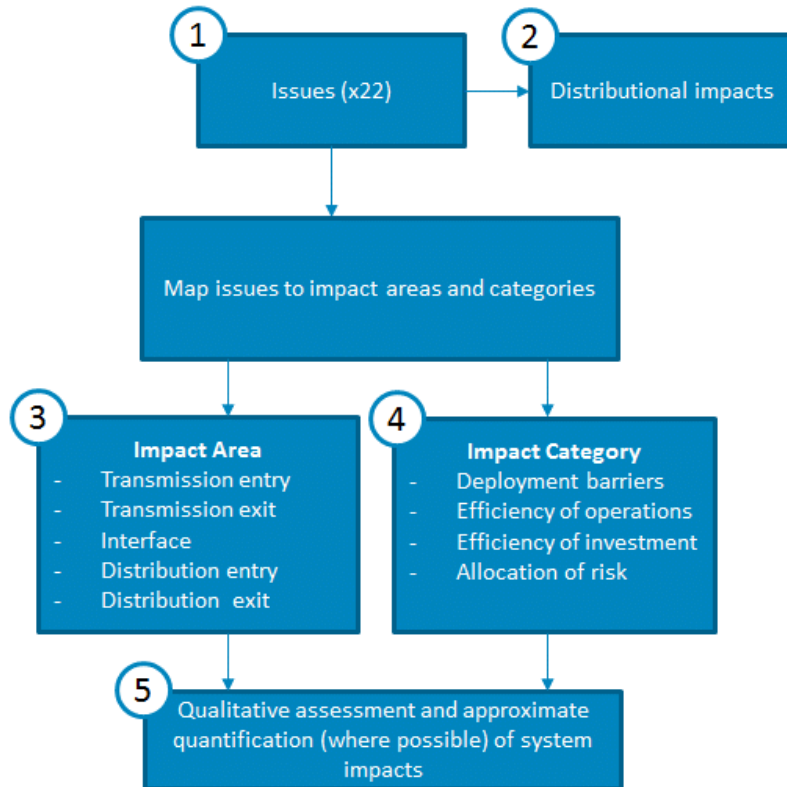 1
Issues (x22)
2
Distributional impacts
Map issues to impact areas and categories
3
Impact Area
- Transmission entry
- Transmission exit
- Interface
- Distribution entry
- Distribution exit
4
Impact Category
- Deployment barriers
- Efficiency of operations
- Efficiency of investment
- Allocation of risk
5
Qualitative assessment and approximate
quantification (where possible) of system
impacts